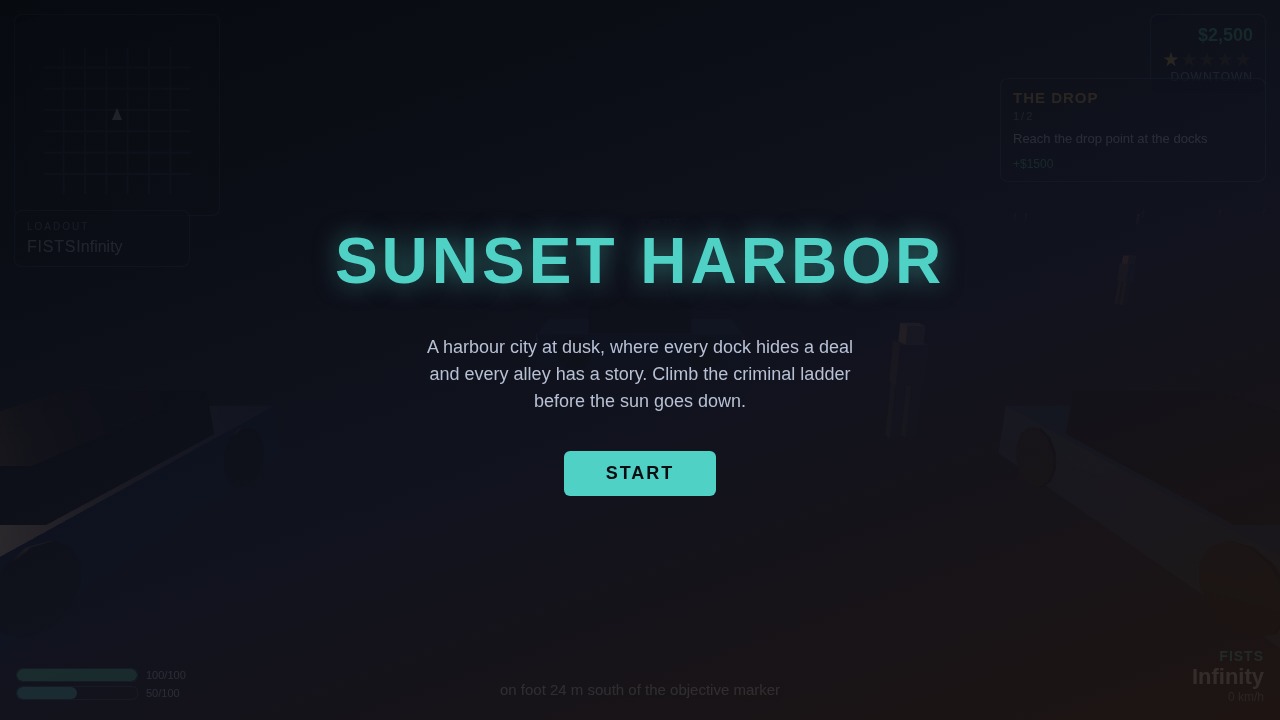 $2,500
DOWNTOWN
THE DROP
1/2
Reach the drop point at the docks
+$1500
LOADOUT
FISTSInfinity
SUNSET HARBOR
A harbour city at dusk, where every dock hides a deal
and every alley has a story. Climb the criminal ladder
before the sun goes down.
START
100/100
50/100
on foot 24 m south of the objective marker
FISTS
Infinity
0 km/h